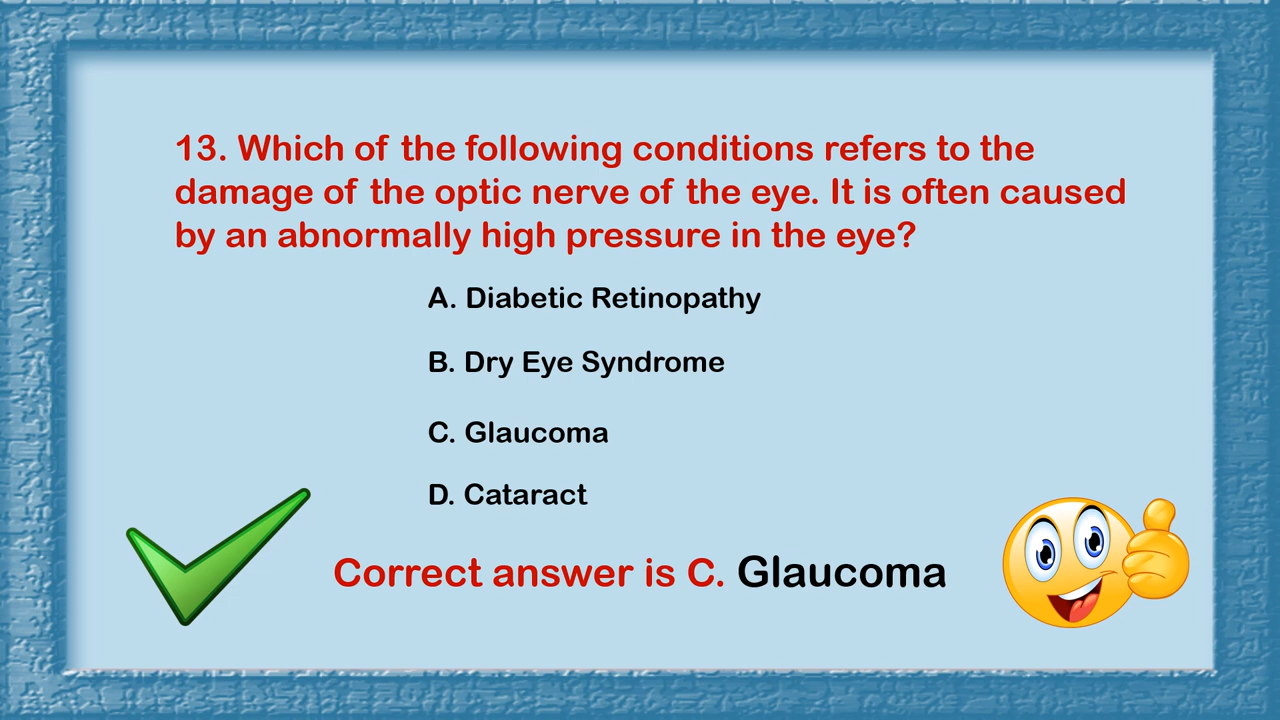 13. Which of the following conditions refers to the
damage of the optic nerve of the eye. It is often caused
by an abnormally high pressure in the eye?
A. Diabetic Retinopathy
B. Dry Eye Syndrome
C. Glaucoma
D. Cataract
Correct answer is C. Glaucoma